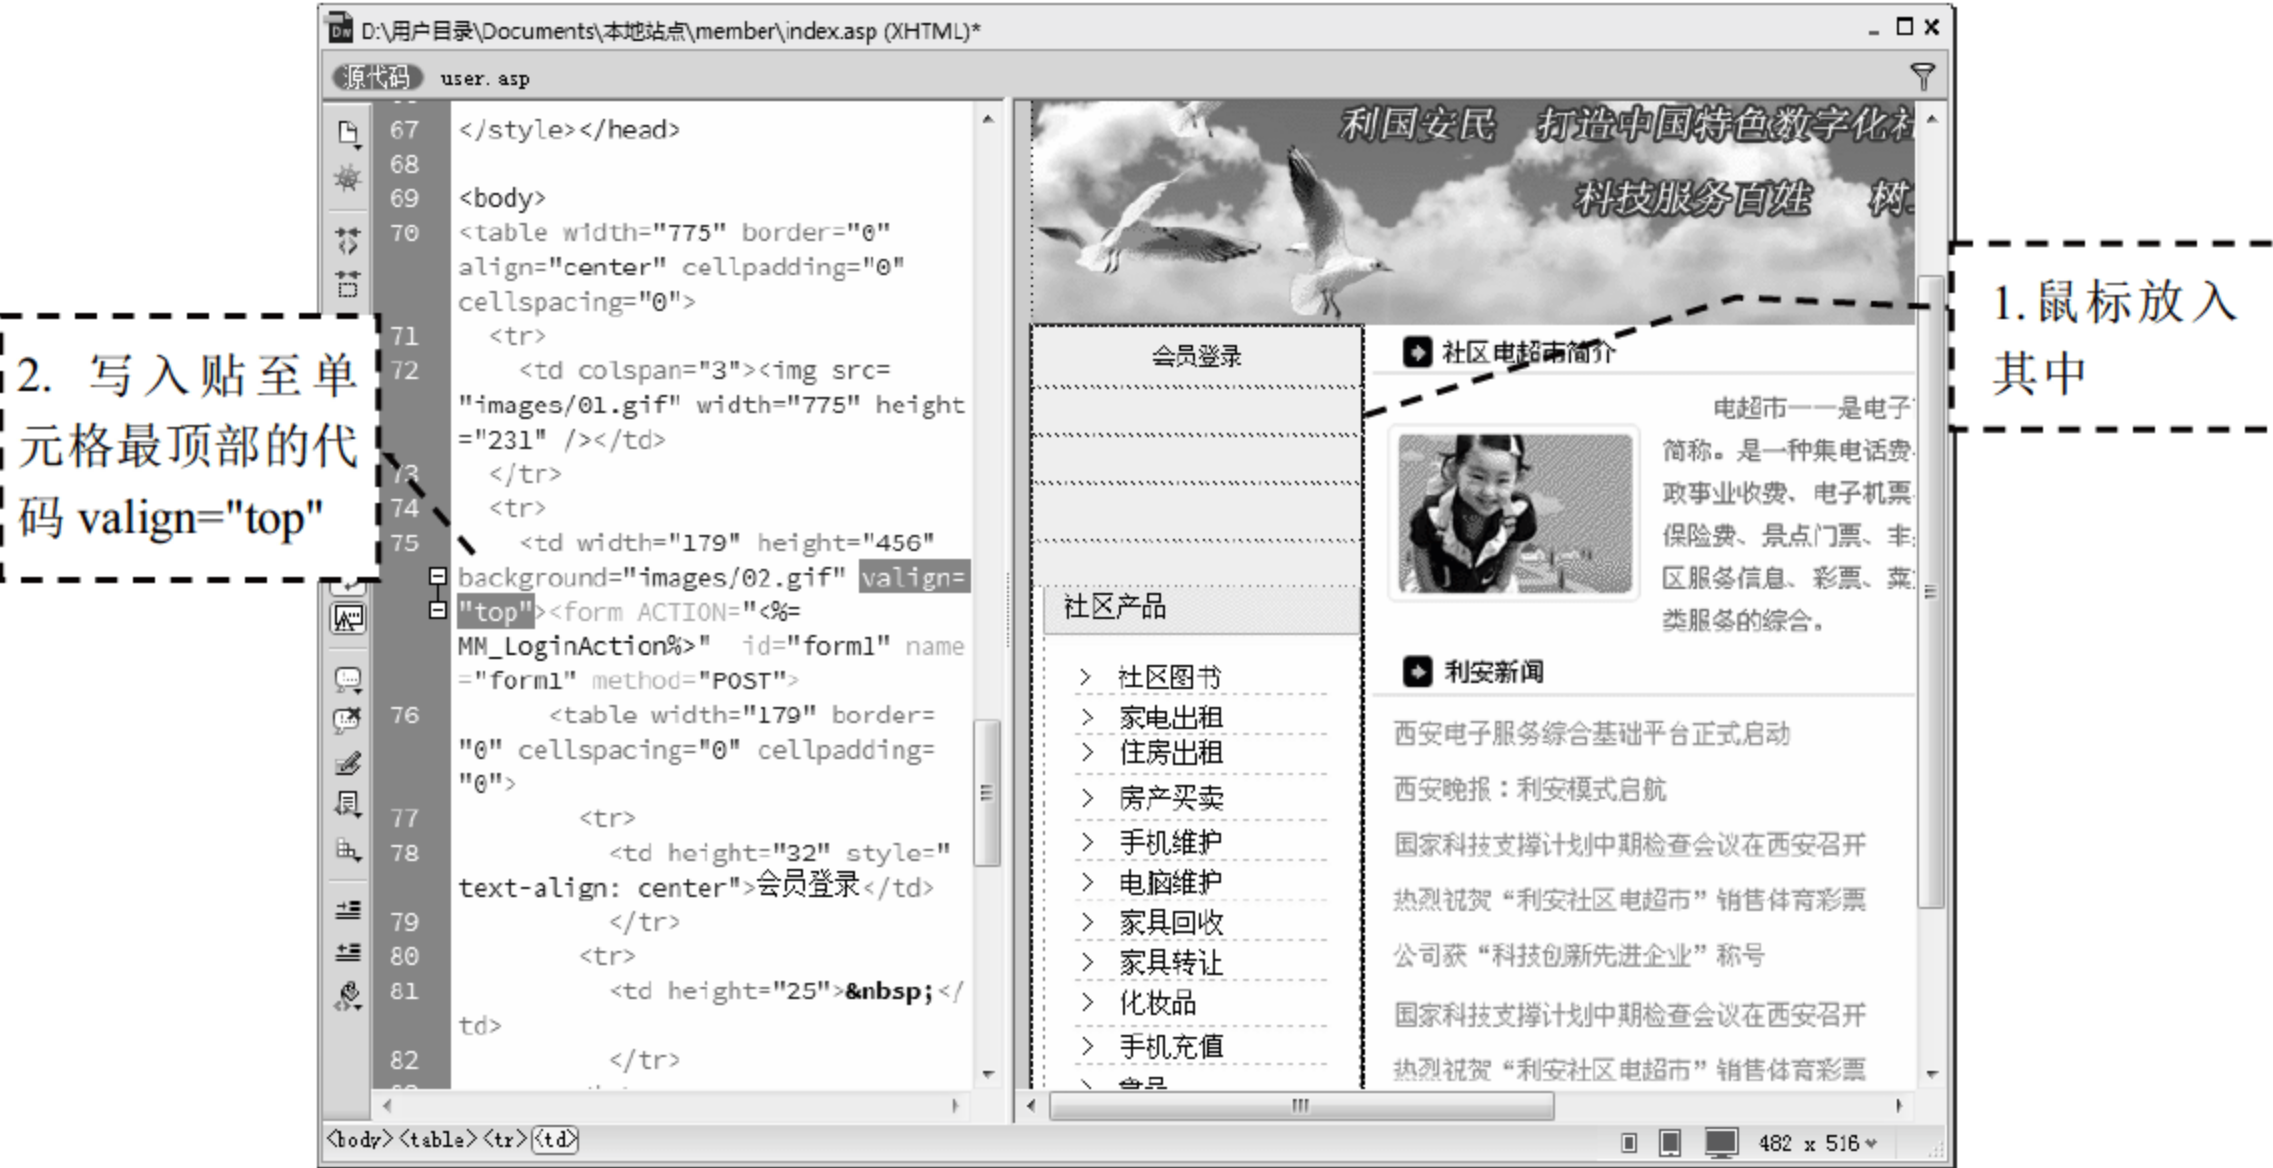 D:\用户目录\Documents\本地站点\member\index.asp (XHTML)*
源代码 user.asp
67 </style></head>
68
69 <body>
70 <table width="775" border="0"
align="center" cellpadding="0"
cellspacing="0">
71 <tr>
72 <td colspan="3"><img src=
"images/01.gif" width="775" height
="231" /></td>
73 </tr>
74 <tr>
75 <td width="179" height="456"
background="images/02.gif" valign=
"top"><form ACTION="<%=
MM_LoginAction%>" id="form1" name
="form1" method="POST">
76 <table width="179" border=
"0" cellspacing="0" cellpadding=
"0">
77 <tr>
78 <td height="32" style="
text-align: center">会员登录</td>
79 </tr>
80 <tr>
81 <td height="25">&nbsp;</
td>
82 </tr>
2. 写入贴至单
元格最顶部的代
码 valign="top"
利国安民 打造中国特色数字化社
科技服务百姓 树
会员登录
社区产品
> 社区图书
> 家电出租
> 住房出租
> 房产买卖
> 手机维护
> 电脑维护
> 家具回收
> 家具转让
> 化妆品
> 手机充值
社区电超市简介
电超市——是电子
简称。是一种集电话费
政事业收费、电子机票
保险费、景点门票、非
区服务信息、彩票、菜
类服务的综合。
利安新闻
西安电子服务综合基础平台正式启动
西安晚报：利安模式启航
国家科技支撑计划中期检查会议在西安召开
热烈祝贺“利安社区电超市”销售体育彩票
公司获“科技创新先进企业”称号
国家科技支撑计划中期检查会议在西安召开
热烈祝贺“利安社区电超市”销售体育彩票
1.鼠标放入
其中
<body><table><tr><td>
482 x 516